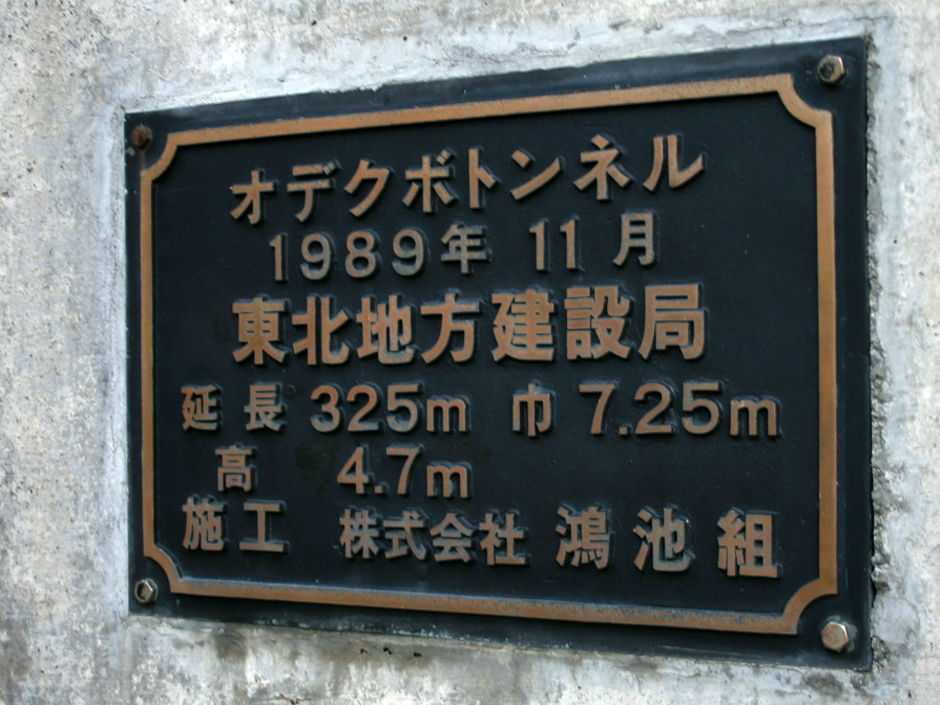 オデクボトンネル
1989年 11月
東北地方建設局
延長 325m 巾 7.25m
高 4.7m
施工 株式会社 鴻池組